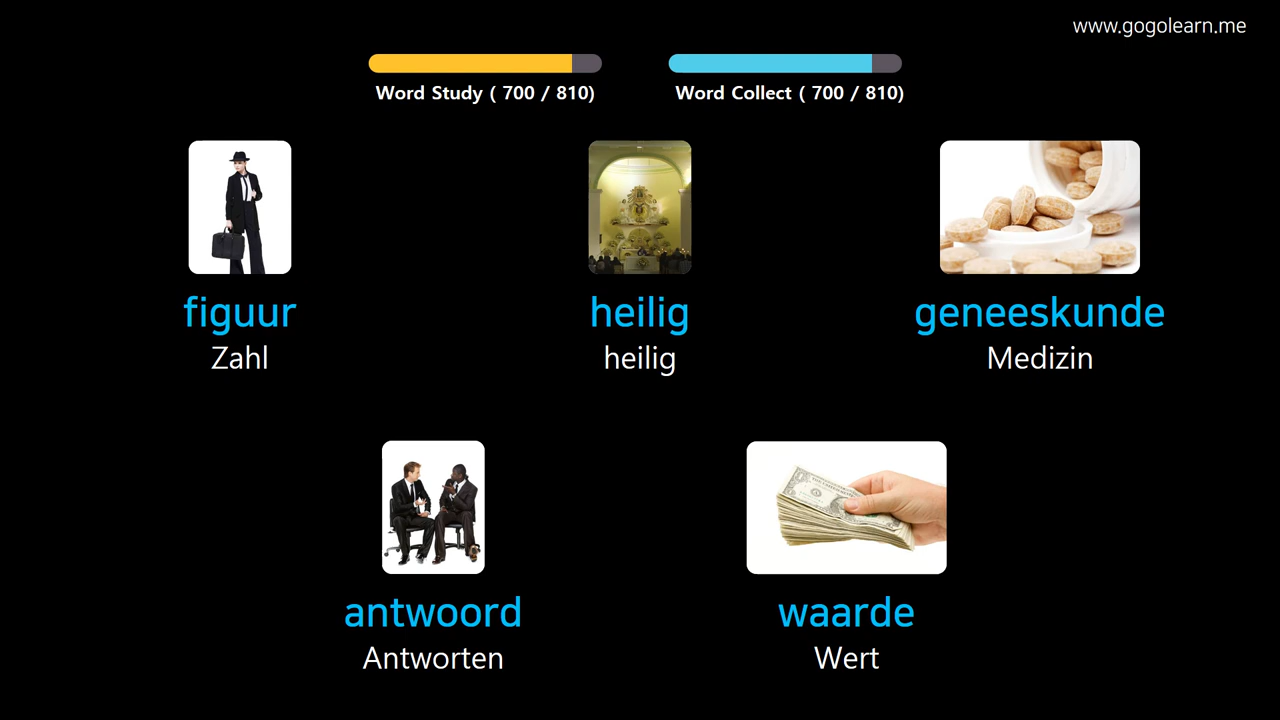 www.gogolearn.me
Word Study ( 700 / 810)
Word Collect ( 700 / 810)
figuur
Zahl
heilig
heilig
geneeskunde
Medizin
antwoord
Antworten
waarde
Wert